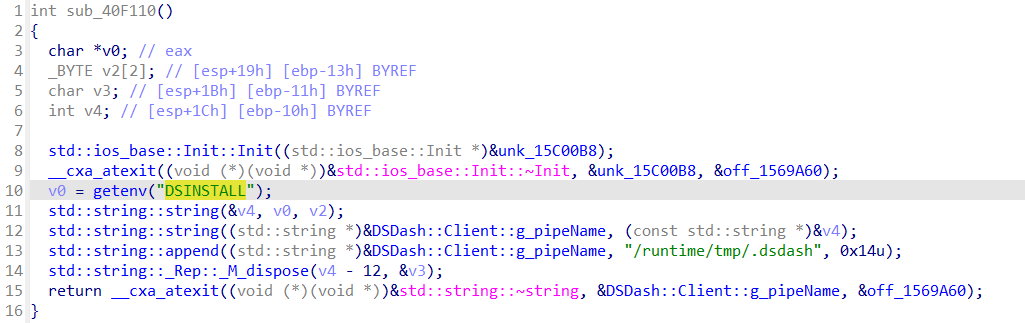 1 int sub_40F110()
2 {
3 char *v0; // eax
4 _BYTE v2[2]; // [esp+19h] [ebp-13h] BYREF
5 char v3; // [esp+1Bh] [ebp-11h] BYREF
6 int v4; // [esp+1Ch] [ebp-10h] BYREF
7
8 std::ios_base::Init::Init((std::ios_base::Init *)&unk_15C00B8);
9 __cxa_atexit((void (*)(void *))&std::ios_base::Init::~Init, &unk_15C00B8, &off_1569A60);
10 v0 = getenv("DSINSTALL");
11 std::string::string(&v4, v0, v2);
12 std::string::string((std::string *)&DSDash::Client::g_pipeName, (const std::string *)&v4);
13 std::string::append((std::string *)&DSDash::Client::g_pipeName, "/runtime/tmp/.dsdash", 0x14u);
14 std::string::_Rep::_M_dispose(v4 - 12, &v3);
15 return __cxa_atexit((void (*)(void *))&std::string::~string, &DSDash::Client::g_pipeName, &off_1569A60);
16 }